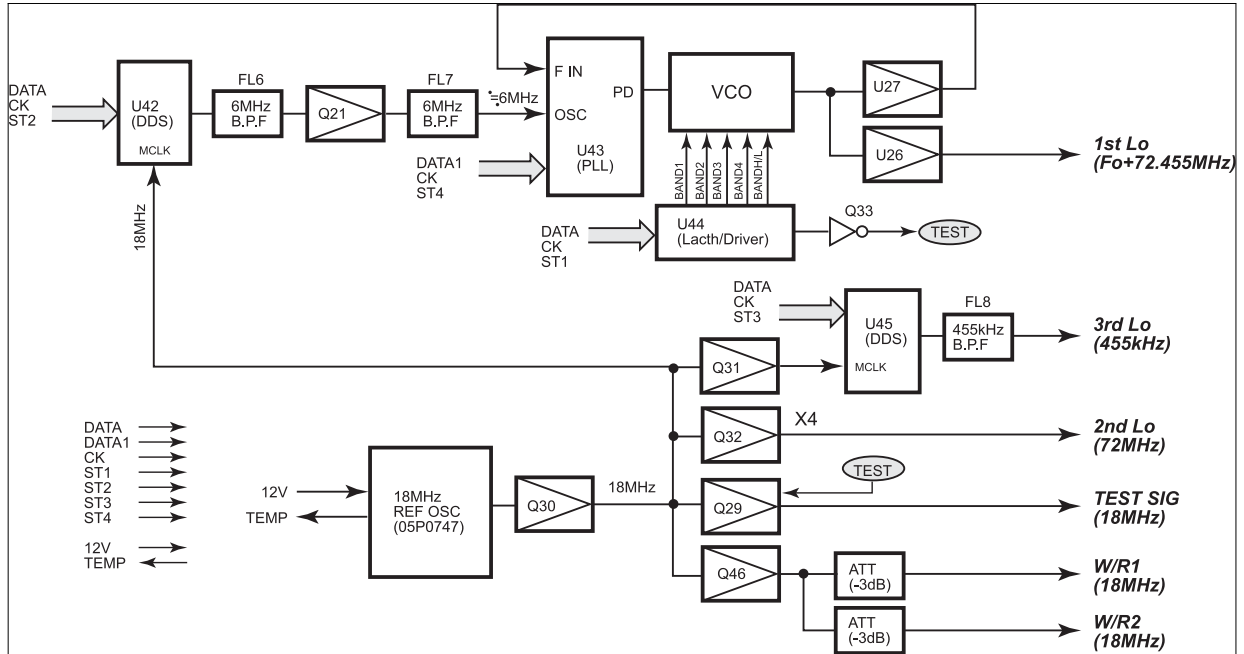 DATA
CK
ST2
U42
(DDS)
MCLK
FL6
6MHz
B.P.F
Q21
FL7
6MHz
B.P.F
≒6MHz
F IN
OSC
PD
U43
(PLL)
DATA1
CK
ST4
VCO
U27
U26
1st Lo
(Fo+72.455MHz)
BAND1
BAND2
BAND3
BAND4
BANDH/L
DATA
CK
ST1
U44
(Lacth/Driver)
Q33
TEST
18MHz
DATA
CK
ST3
U45
(DDS)
MCLK
FL8
455kHz
B.P.F
3rd Lo
(455kHz)
Q31
Q32
X4
2nd Lo
(72MHz)
DATA
DATA1
CK
ST1
ST2
ST3
ST4
12V
TEMP
12V
TEMP
18MHz
REF OSC
(05P0747)
Q30
18MHz
TEST
Q29
TEST SIG
(18MHz)
Q46
ATT
(-3dB)
W/R1
(18MHz)
ATT
(-3dB)
W/R2
(18MHz)